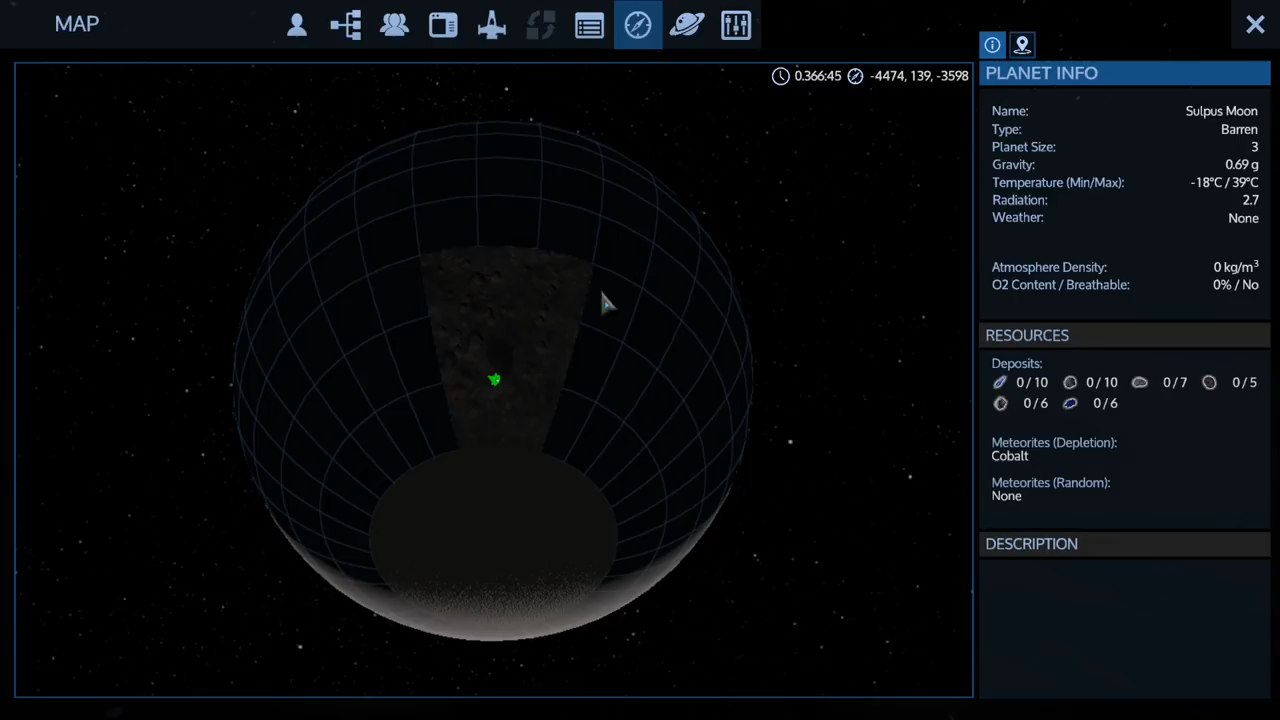 MAP
0.366:45 -4474, 139, -3598
PLANET INFO
Name: Sulpus Moon
Type: Barren
Planet Size: 3
Gravity: 0.69 g
Temperature (Min/Max): -18°C / 39°C
Radiation: 2.7
Weather: None
Atmosphere Density: 0 kg/m³
O2 Content / Breathable: 0% / No
RESOURCES
Deposits:
0 / 10 0 / 10 0 / 7 0 / 5
0 / 6 0 / 6
Meteorites (Depletion):
Cobalt
Meteorites (Random):
None
DESCRIPTION